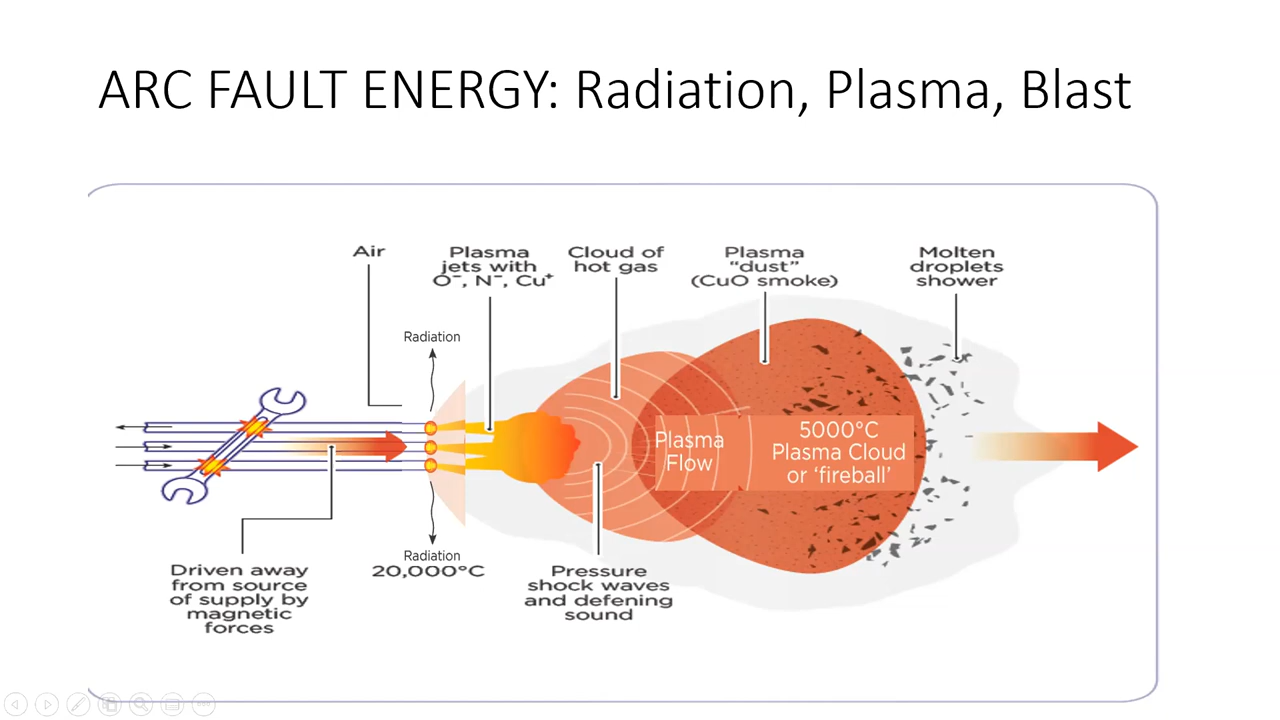 ARC FAULT ENERGY: Radiation, Plasma, Blast
Air
Plasma
jets with
O⁻, N⁻, Cu⁺
Cloud of
hot gas
Plasma
“dust”
(CuO smoke)
Molten
droplets
shower
Radiation
Plasma
Flow
5000°C
Plasma Cloud
or ‘fireball’
Radiation
20,000°C
Driven away
from source
of supply by
magnetic
forces
Pressure
shock waves
and defening
sound